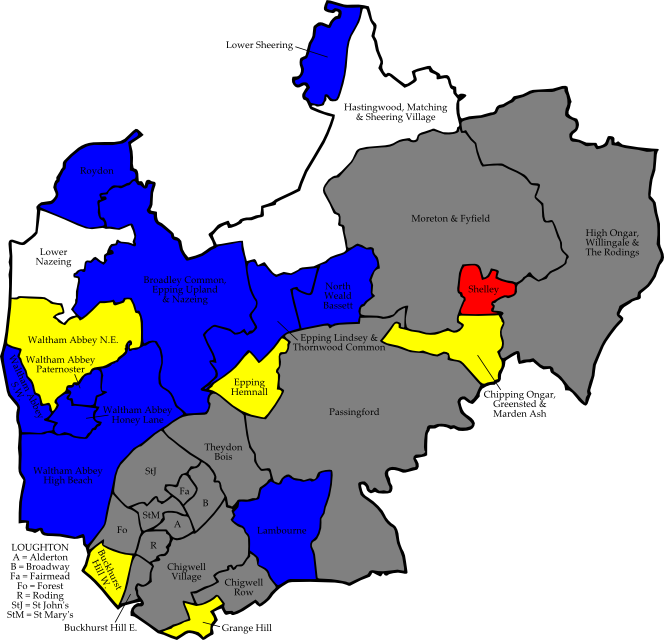 Lower Sheering
Hastingwood, Matching
& Sheering Village
Roydon
Moreton & Fyfield
High Ongar,
Willingale &
The Rodings
Lower
Nazeing
Broadley Common,
Epping Upland
& Nazeing
North
Weald
Bassett
Shelley
Waltham Abbey N.E.
Epping Lindsey &
Thornwood Common
Waltham Abbey
Paternoster
Waltham Abbey
S.W.
Epping
Hemnall
Chipping Ongar,
Greensted &
Marden Ash
Waltham Abbey
Honey Lane
Passingford
Theydon
Bois
Waltham Abbey
High Beach
StJ
Fa
B
StM
A
Fo
R
Lambourne
LOUGHTON
A = Alderton
B = Broadway
Fa = Fairmead
Fo = Forest
R = Roding
StJ = St John's
StM = St Mary's
Buckhurst
Hill W.
Chigwell
Village
Chigwell
Row
Buckhurst Hill E.
Grange Hill